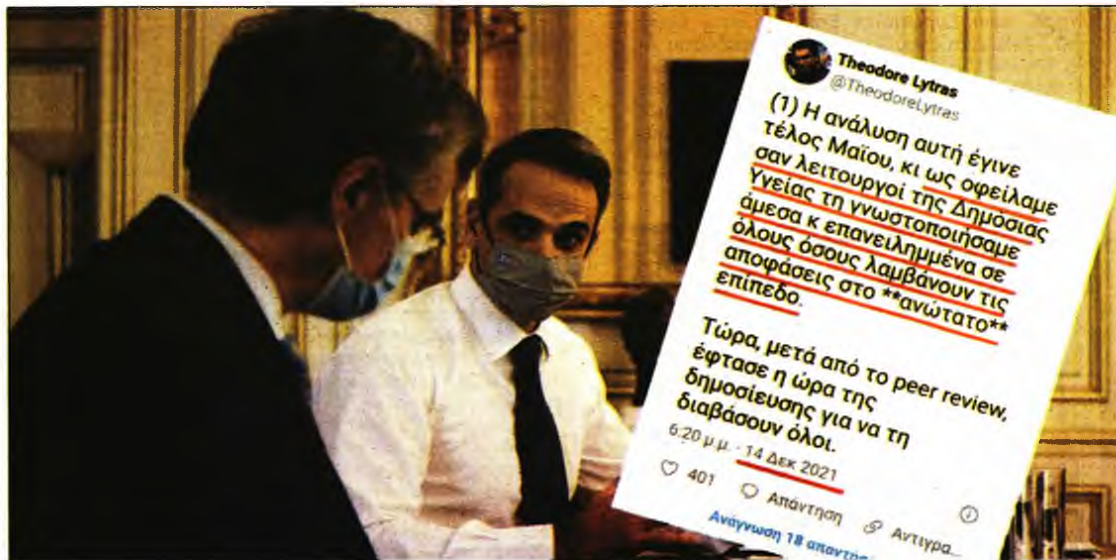 Theodore Lytras
@TheodoreLytras
(1) Η ανάλυση αυτή έγινε
τέλος Μαΐου, κι ως οφείλαμε
σαν λειτουργοί της Δημόσιας
Υγείας τη γνωστοποιήσαμε
άμεσα κ επανειλημμένα σε
όλους όσους λαμβάνουν τις
αποφάσεις στο **ανώτατο**
επίπεδο.
Τώρα, μετά από το peer review,
έφτασε η ώρα της
δημοσίευσης για να τη
διαβάσουν όλοι.
6:20 μ.μ. · 14 Δεκ 2021
401 Απάντηση Αντιγρα...
Ανάγνωση 18